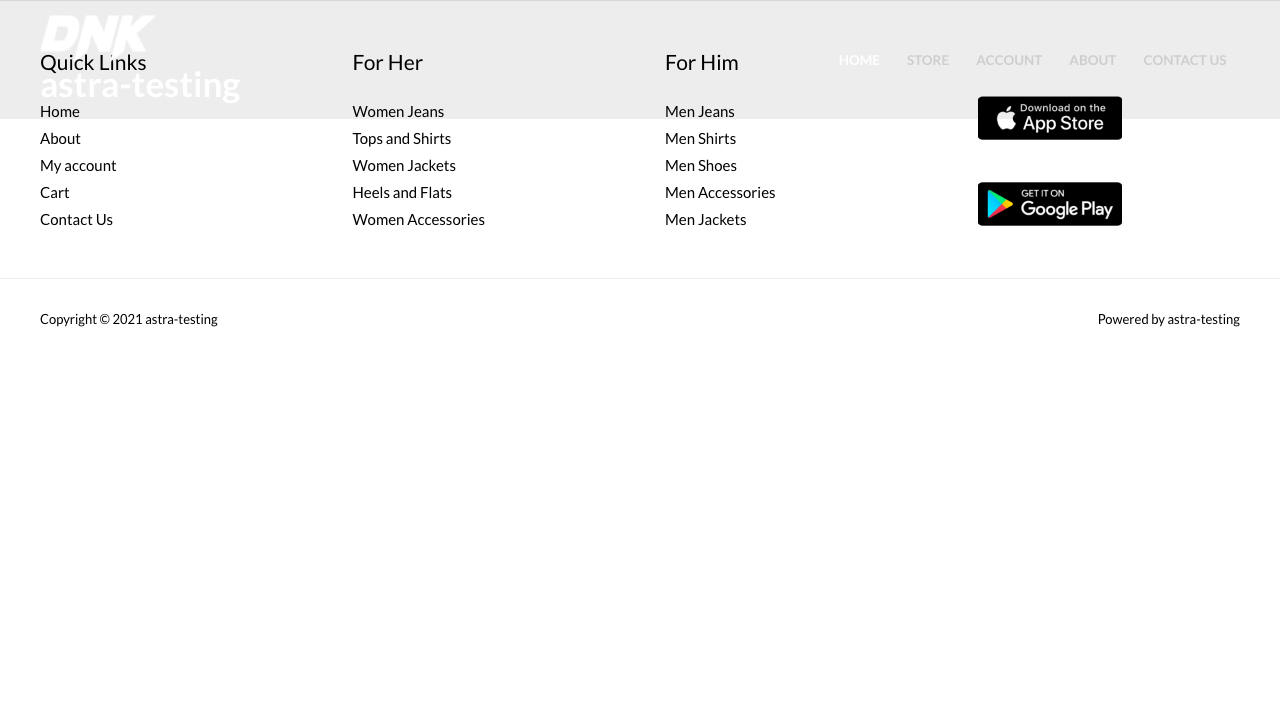 DNK
astra-testing
HOME
STORE
ACCOUNT
ABOUT
CONTACT US
Quick Links
Home
About
My account
Cart
Contact Us
For Her
Women Jeans
Tops and Shirts
Women Jackets
Heels and Flats
Women Accessories
For Him
Men Jeans
Men Shirts
Men Shoes
Men Accessories
Men Jackets
Download on the
App Store
GET IT ON
Google Play
Copyright © 2021 astra-testing
Powered by astra-testing